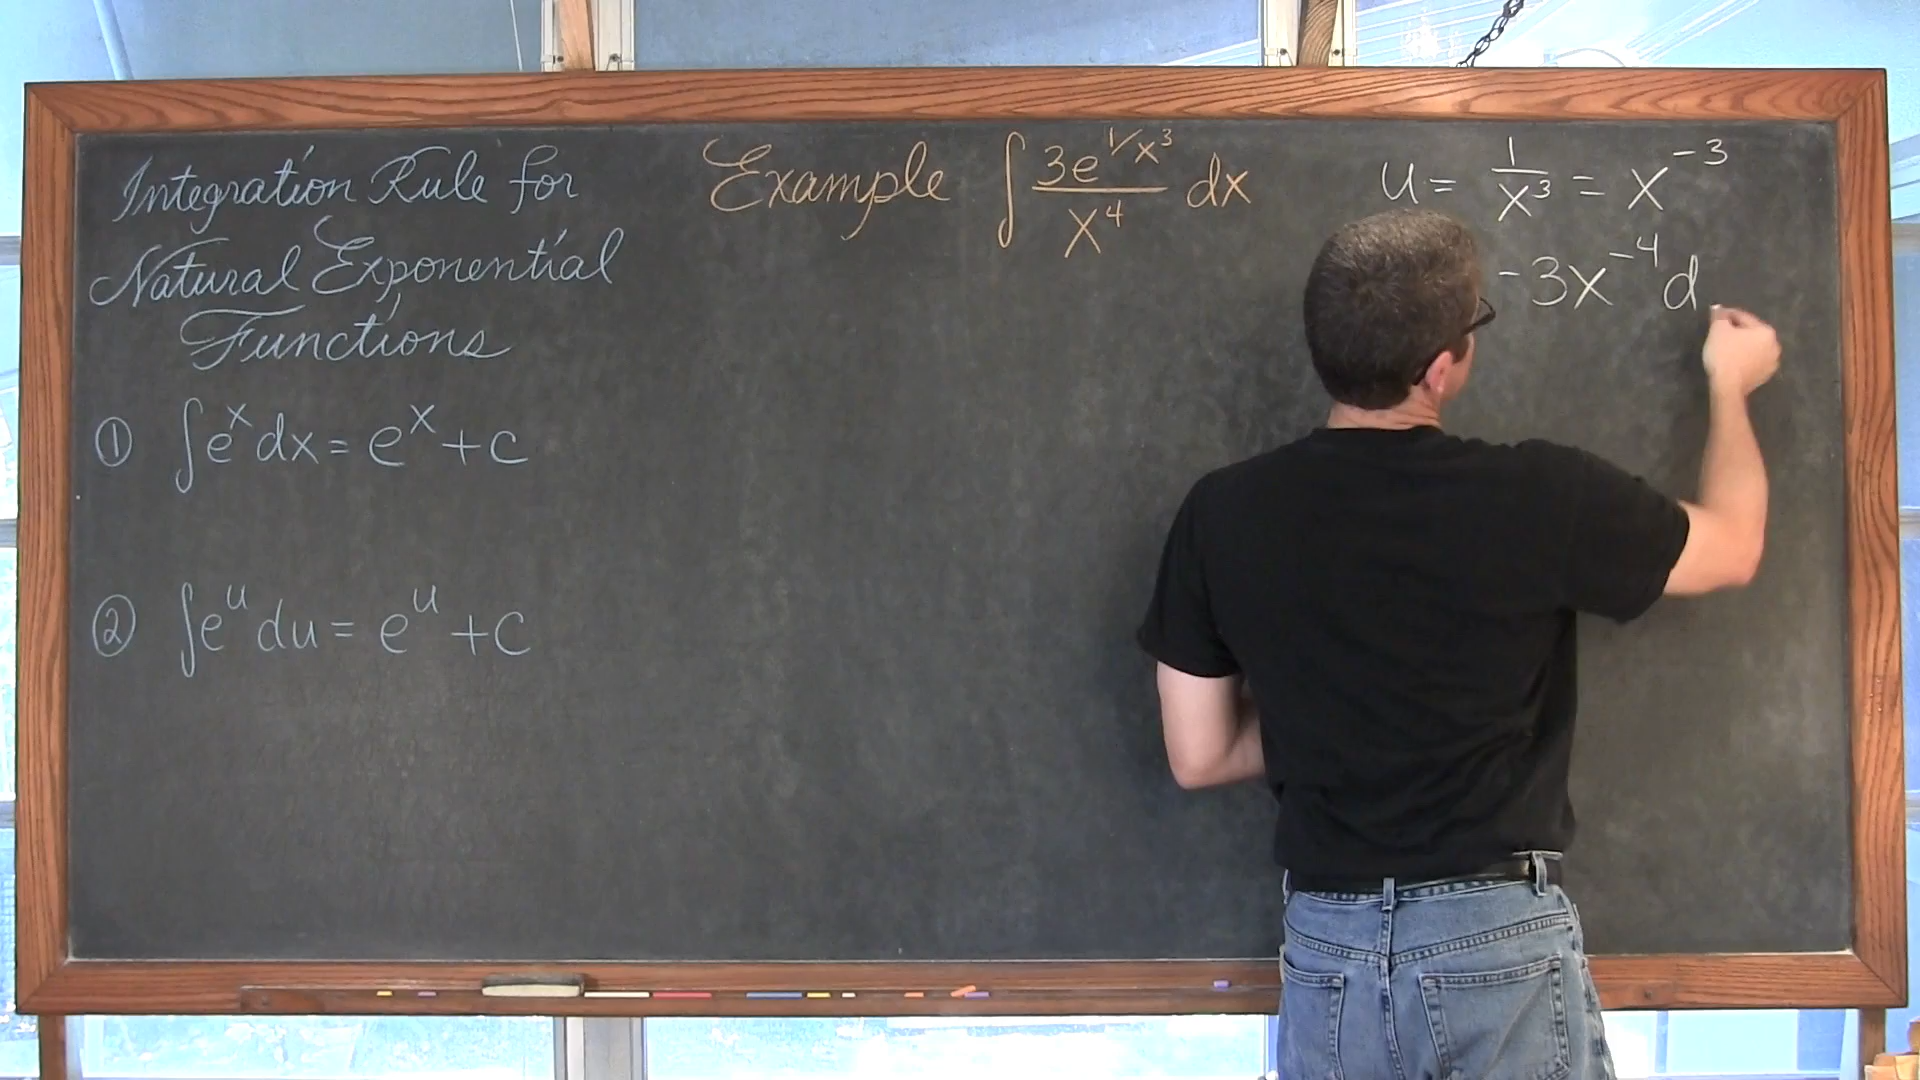 Integration Rule for
Natural Exponential
Functions
① ∫eˣdx = eˣ + c
② ∫eᵘdu = eᵘ + c
Example ∫ 3e^(1/x³) / x⁴ dx
u = 1/x³ = x⁻³
-3x⁻⁴ d